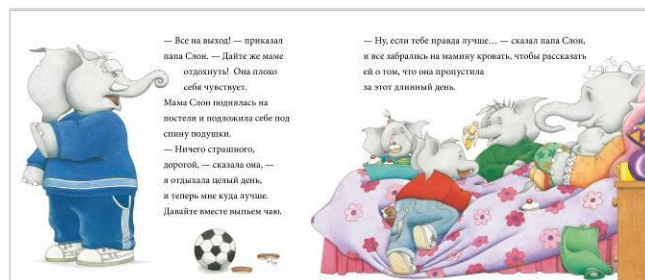 — Все на выход! — приказал
папа Слон. — Дайте же маме
отдохнуть! Она плохо
себя чувствует.
Мама Слон поднялась на
постели и подложила себе под
спину подушки.
— Ничего страшного,
дорогой, — сказала она, —
я отдыхала целый день,
и теперь мне куда лучше.
Давайте вместе выпьем чаю.
— Ну, если тебе правда лучше... — сказал папа Слон,
и все забрались на мамину кровать, чтобы рассказать
ей о том, что она пропустила
за этот длинный день.